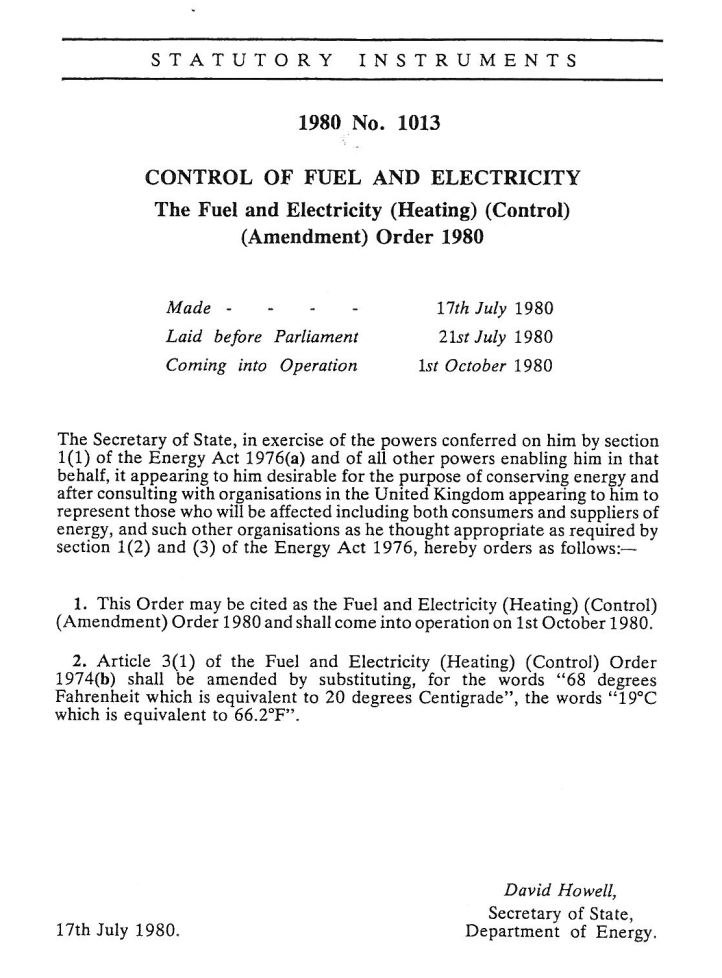 STATUTORY INSTRUMENTS
1980 No. 1013
CONTROL OF FUEL AND ELECTRICITY
The Fuel and Electricity (Heating) (Control)
(Amendment) Order 1980
Made - - - - 17th July 1980
Laid before Parliament 21st July 1980
Coming into Operation 1st October 1980
The Secretary of State, in exercise of the powers conferred on him by section
1(1) of the Energy Act 1976(a) and of all other powers enabling him in that
behalf, it appearing to him desirable for the purpose of conserving energy and
after consulting with organisations in the United Kingdom appearing to him to
represent those who will be affected including both consumers and suppliers of
energy, and such other organisations as he thought appropriate as required by
section 1(2) and (3) of the Energy Act 1976, hereby orders as follows:—
1. This Order may be cited as the Fuel and Electricity (Heating) (Control)
(Amendment) Order 1980 and shall come into operation on 1st October 1980.
2. Article 3(1) of the Fuel and Electricity (Heating) (Control) Order
1974(b) shall be amended by substituting, for the words “68 degrees
Fahrenheit which is equivalent to 20 degrees Centigrade”, the words “19°C
which is equivalent to 66.2°F”.
David Howell,
Secretary of State,
17th July 1980. Department of Energy.